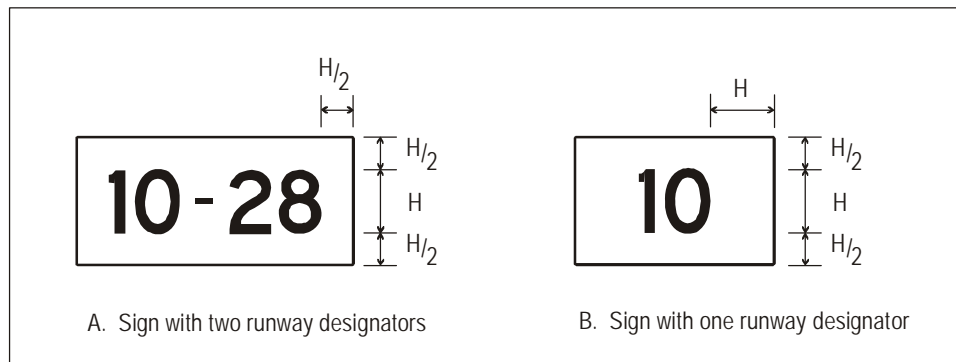 H/2
H
H/2
H/2
10-28
H
10
H
H/2
H/2
A. Sign with two runway designators
B. Sign with one runway designator